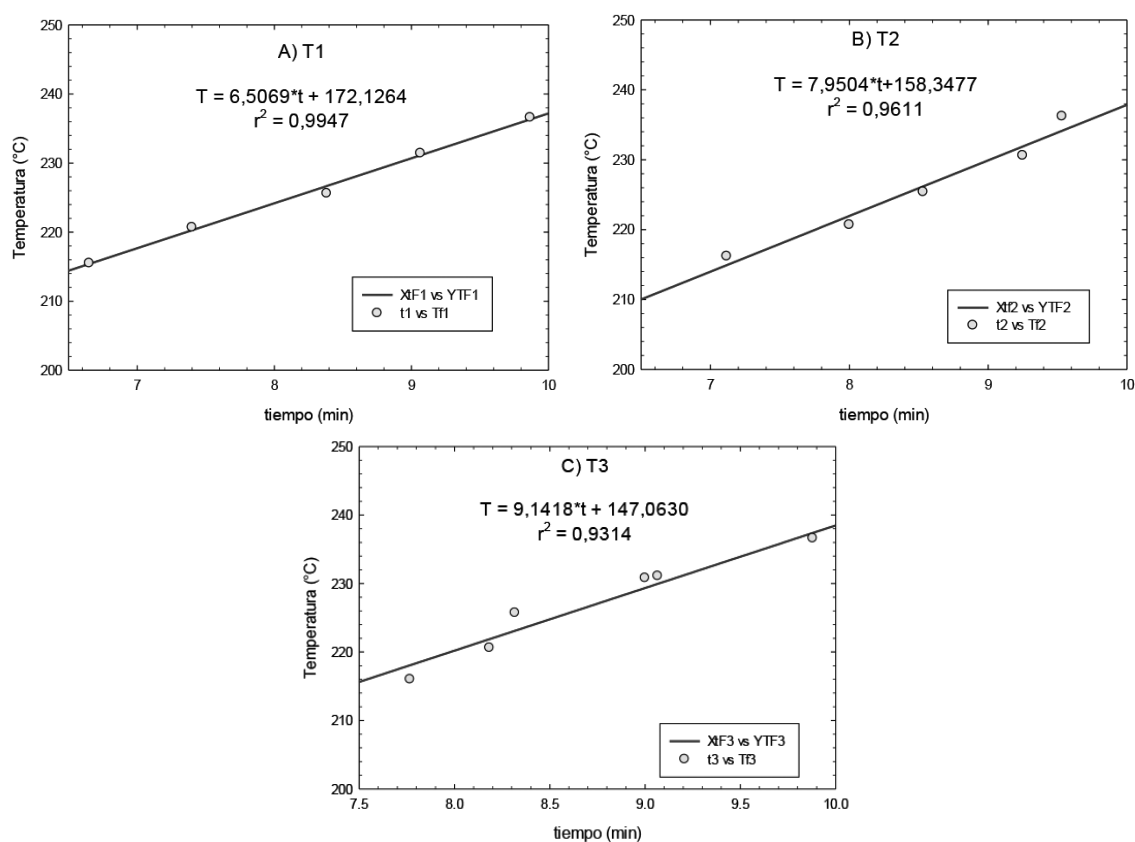 A) T1
T = 6,5069*t + 172,1264
r² = 0,9947
250
240
230
220
210
200
Temperatura (°C)
XtF1 vs YTF1
t1 vs Tf1
7
8
9
10
tiempo (min)
B) T2
T = 7,9504*t+158,3477
r² = 0,9611
250
240
230
220
210
200
Temperatura (°C)
Xtf2 vs YTF2
t2 vs Tf2
7
8
9
10
tiempo (min)
C) T3
T = 9,1418*t + 147,0630
r² = 0,9314
250
240
230
220
210
200
Temperatura (°C)
XtF3 vs YTF3
t3 vs Tf3
7.5
8.0
8.5
9.0
9.5
10.0
tiempo (min)